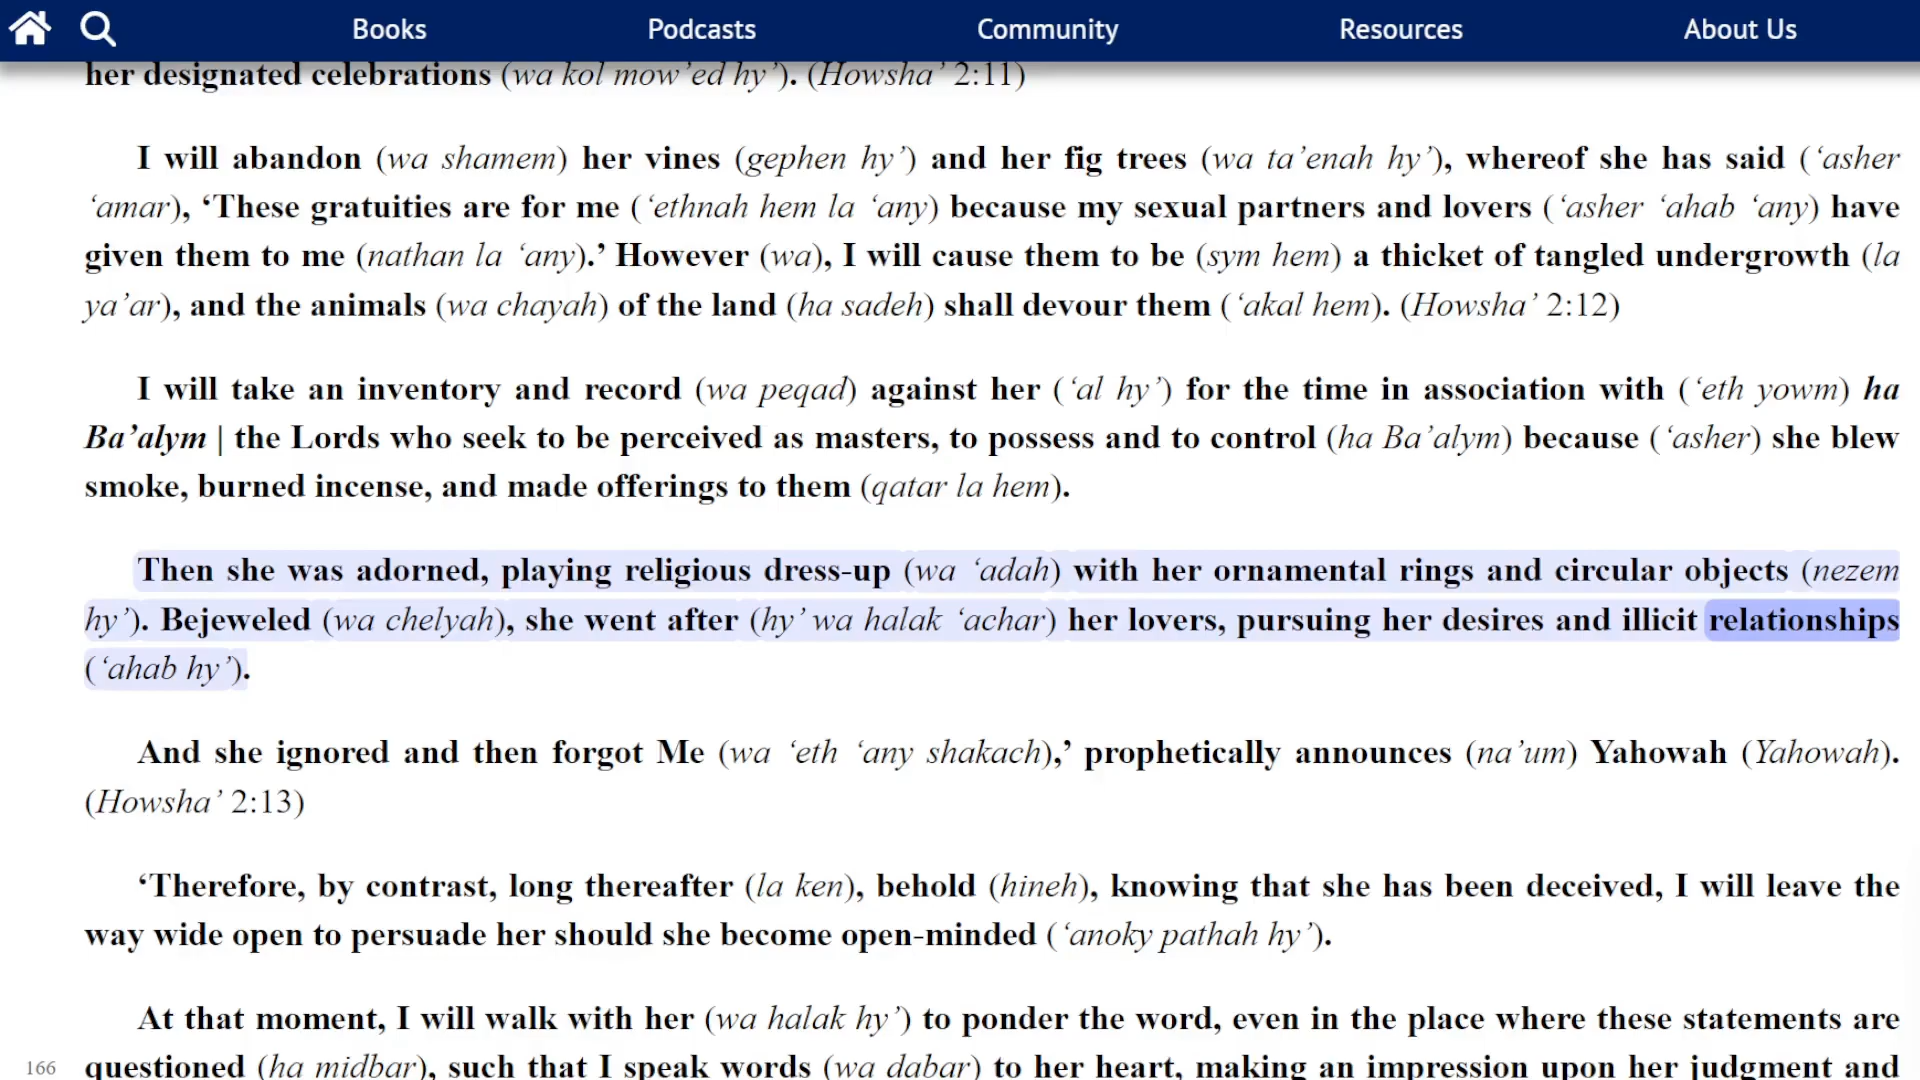 Books Podcasts Community Resources About Us
her designated celebrations (wa kol mow’ed hy’). (Howsha’ 2:11)
I will abandon (wa shamem) her vines (gephen hy’) and her fig trees (wa ta’enah hy’), whereof she has said (‘asher
‘amar), ‘These gratuities are for me (‘ethnah hem la ‘any) because my sexual partners and lovers (‘asher ‘ahab ‘any) have
given them to me (nathan la ‘any).’ However (wa), I will cause them to be (sym hem) a thicket of tangled undergrowth (la
ya’ar), and the animals (wa chayah) of the land (ha sadeh) shall devour them (‘akal hem). (Howsha’ 2:12)
I will take an inventory and record (wa peqad) against her (‘al hy’) for the time in association with (‘eth yowm) ha
Ba’alym | the Lords who seek to be perceived as masters, to possess and to control (ha Ba’alym) because (‘asher) she blew
smoke, burned incense, and made offerings to them (qatar la hem).
Then she was adorned, playing religious dress-up (wa ‘adah) with her ornamental rings and circular objects (nezem
hy’). Bejeweled (wa chelyah), she went after (hy’ wa halak ‘achar) her lovers, pursuing her desires and illicit relationships
(‘ahab hy’).
And she ignored and then forgot Me (wa ‘eth ‘any shakach),’ prophetically announces (na’um) Yahowah (Yahowah).
(Howsha’ 2:13)
‘Therefore, by contrast, long thereafter (la ken), behold (hineh), knowing that she has been deceived, I will leave the
way wide open to persuade her should she become open-minded (‘anoky pathah hy’).
At that moment, I will walk with her (wa halak hy’) to ponder the word, even in the place where these statements are
166 questioned (ha midbar), such that I speak words (wa dabar) to her heart, making an impression upon her judgment and